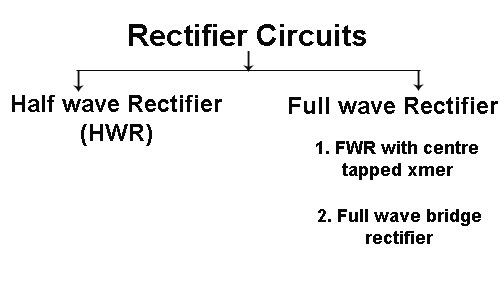 Rectifier Circuits
Half wave Rectifier
(HWR)
Full wave Rectifier
1. FWR with centre
tapped xmer
2. Full wave bridge
rectifier